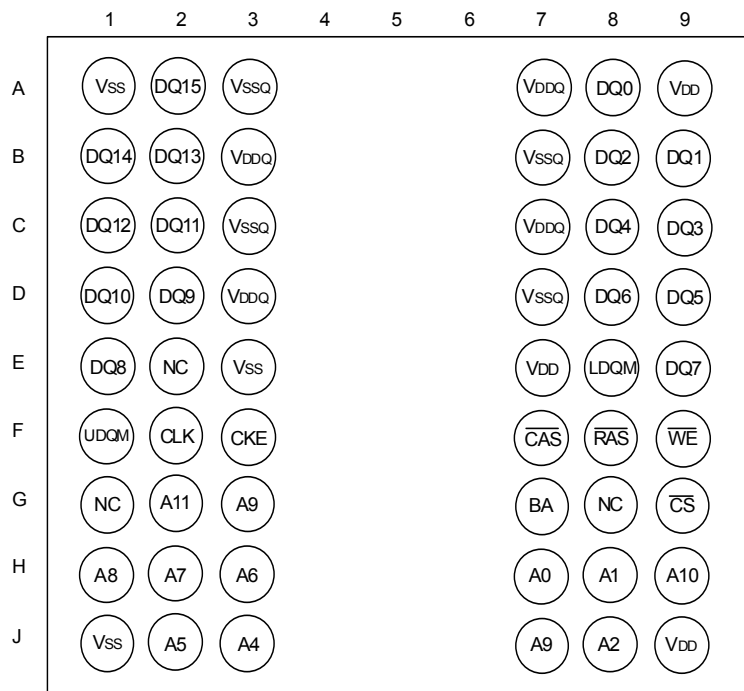 1 2 3 4 5 6 7 8 9
A VSS DQ15 VSSQ VDDQ DQ0 VDD
B DQ14 DQ13 VDDQ VSSQ DQ2 DQ1
C DQ12 DQ11 VSSQ VDDQ DQ4 DQ3
D DQ10 DQ9 VDDQ VSSQ DQ6 DQ5
E DQ8 NC VSS VDD LDQM DQ7
F UDQM CLK CKE CAS RAS WE
G NC A11 A9 BA NC CS
H A8 A7 A6 A0 A1 A10
J VSS A5 A4 A9 A2 VDD